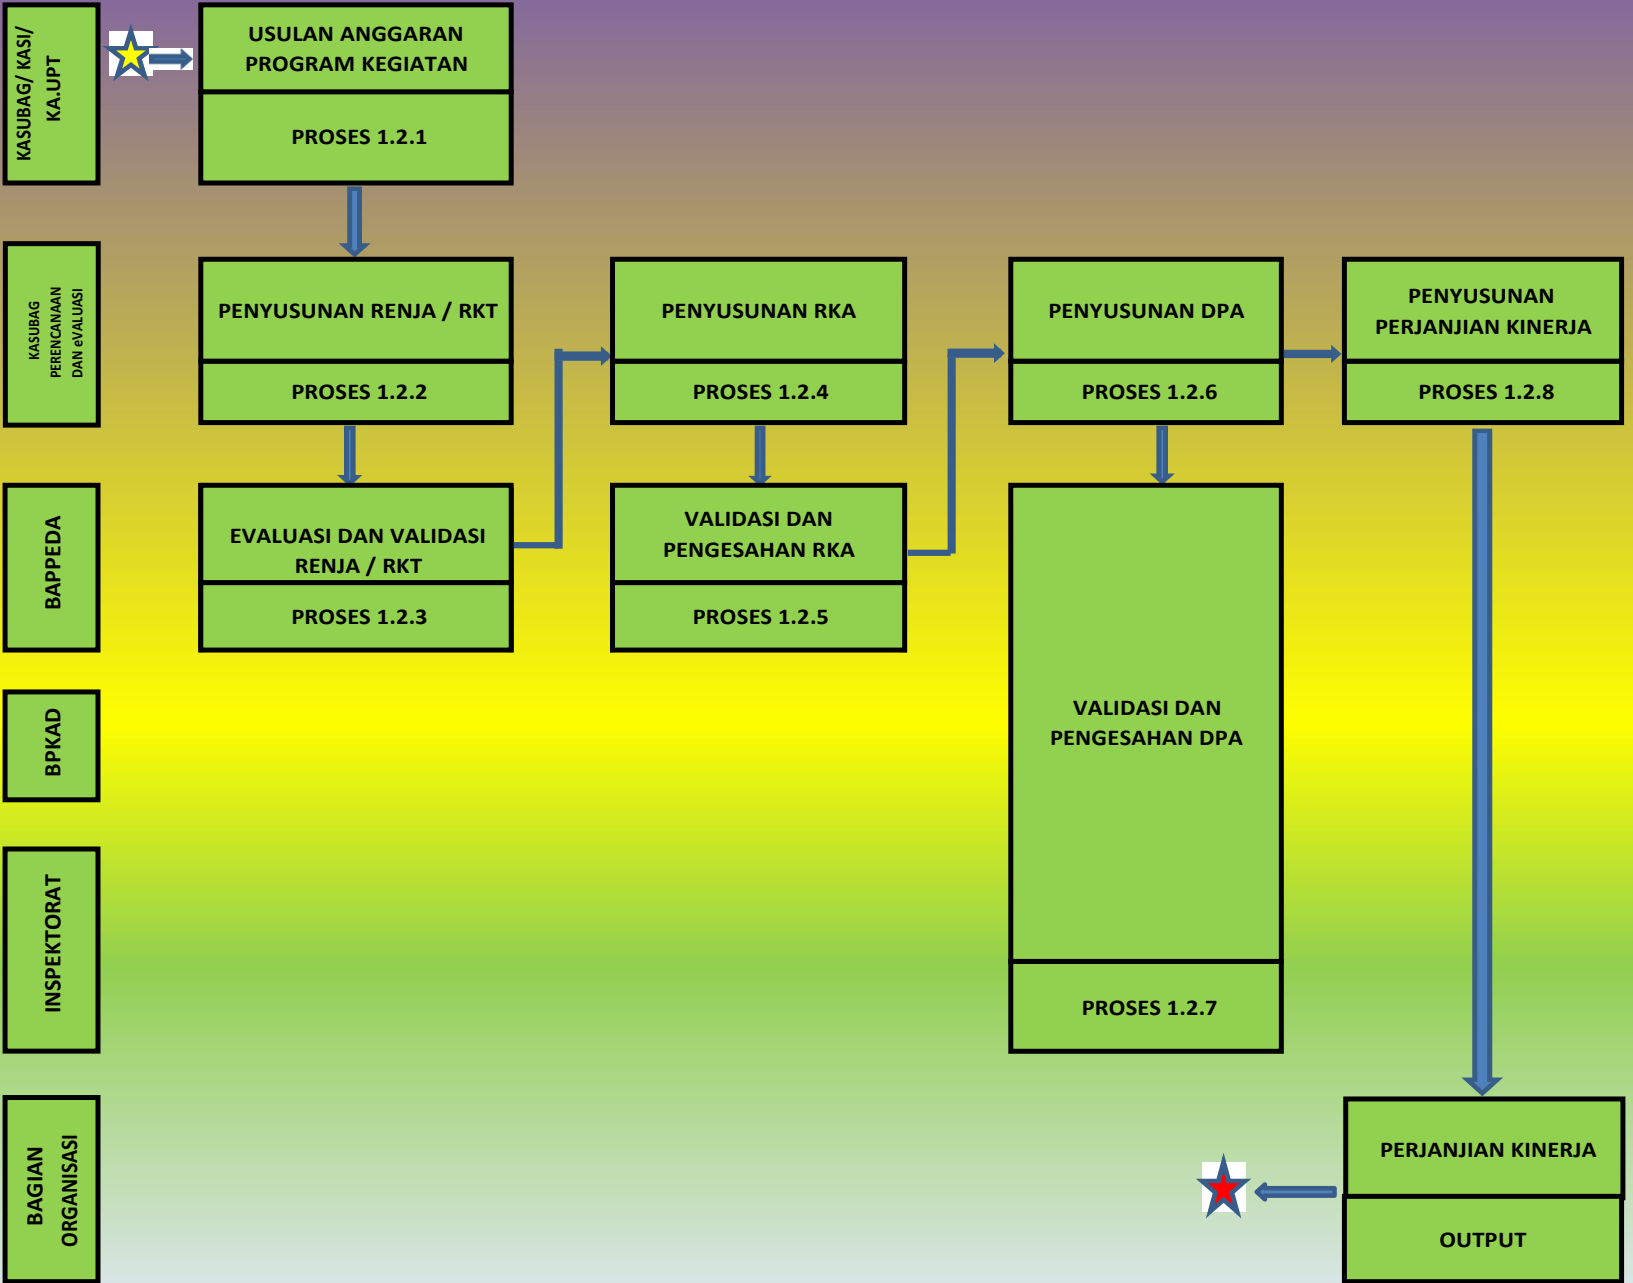 KASUBAG/ KASI/
KA.UPT
USULAN ANGGARAN
PROGRAM KEGIATAN
PROSES 1.2.1
KASUBAG
PERENCANAAN
DAN eVALUASI
PENYUSUNAN RENJA / RKT
PROSES 1.2.2
PENYUSUNAN RKA
PROSES 1.2.4
PENYUSUNAN DPA
PROSES 1.2.6
PENYUSUNAN
PERJANJIAN KINERJA
PROSES 1.2.8
BAPPEDA
EVALUASI DAN VALIDASI
RENJA / RKT
PROSES 1.2.3
VALIDASI DAN
PENGESAHAN RKA
PROSES 1.2.5
BPKAD
VALIDASI DAN
PENGESAHAN DPA
INSPEKTORAT
PROSES 1.2.7
BAGIAN
ORGANISASI
PERJANJIAN KINERJA
OUTPUT